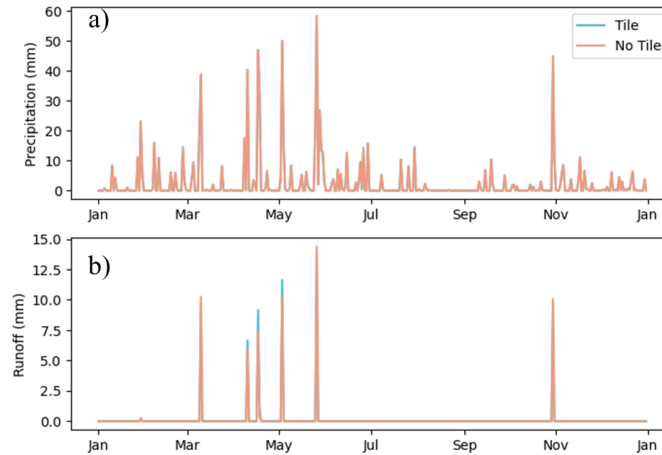 a)
Tile
No Tile
Precipitation (mm)
60
50
40
30
20
10
0
Jan Mar May Jul Sep Nov Jan
b)
Runoff (mm)
15.0
12.5
10.0
7.5
5.0
2.5
0.0
Jan Mar May Jul Sep Nov Jan